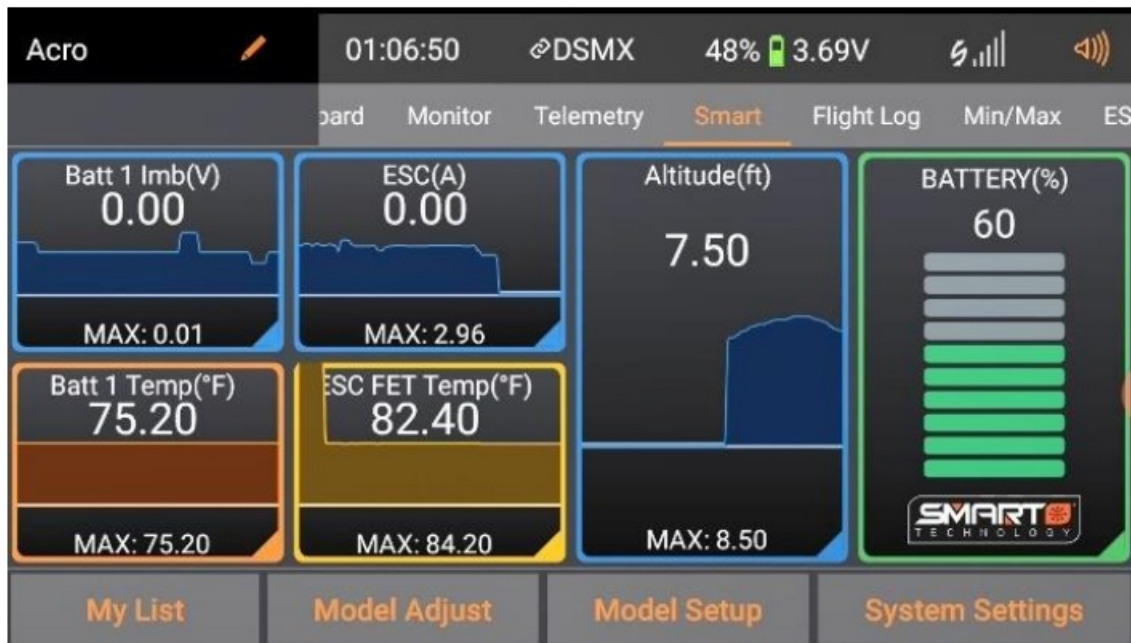 Acro 01:06:50 DSMX 48% 3.69V
oard Monitor Telemetry Smart Flight Log Min/Max ES
Batt 1 Imb(V)
0.00
MAX: 0.01
ESC(A)
0.00
MAX: 2.96
Batt 1 Temp(°F)
75.20
MAX: 75.20
ESC FET Temp(°F)
82.40
MAX: 84.20
Altitude(ft)
7.50
MAX: 8.50
BATTERY(%)
60
SMART
TECHNOLOGY
My List Model Adjust Model Setup System Settings